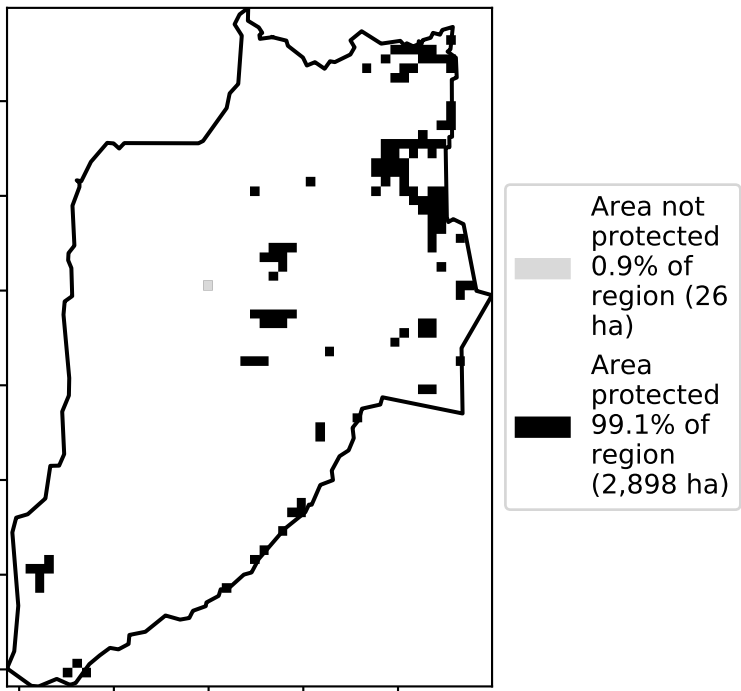 Area not
protected
0.9% of
region (26
ha)
Area
protected
99.1% of
region
(2,898 ha)